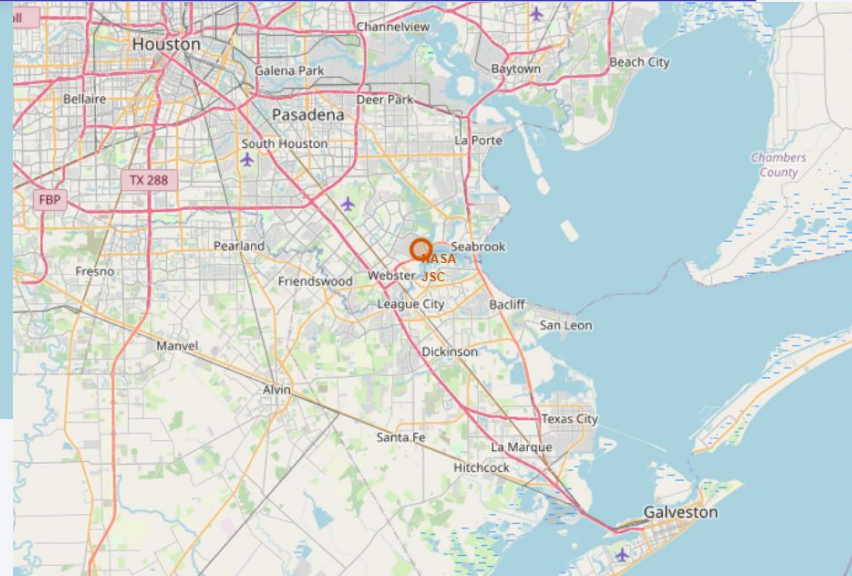 oll
Houston
Channelview
Galena Park
Baytown
Beach City
Bellaire
Deer Park
Pasadena
South Houston
La Porte
Chambers
County
TX 288
FBP
Pearland
Seabrook
NASA
JSC
Fresno
Friendswood
Webster
League City
Bacliff
San Leon
Manvel
Dickinson
Alvin
Texas City
Santa Fe
La Marque
Hitchcock
Galveston